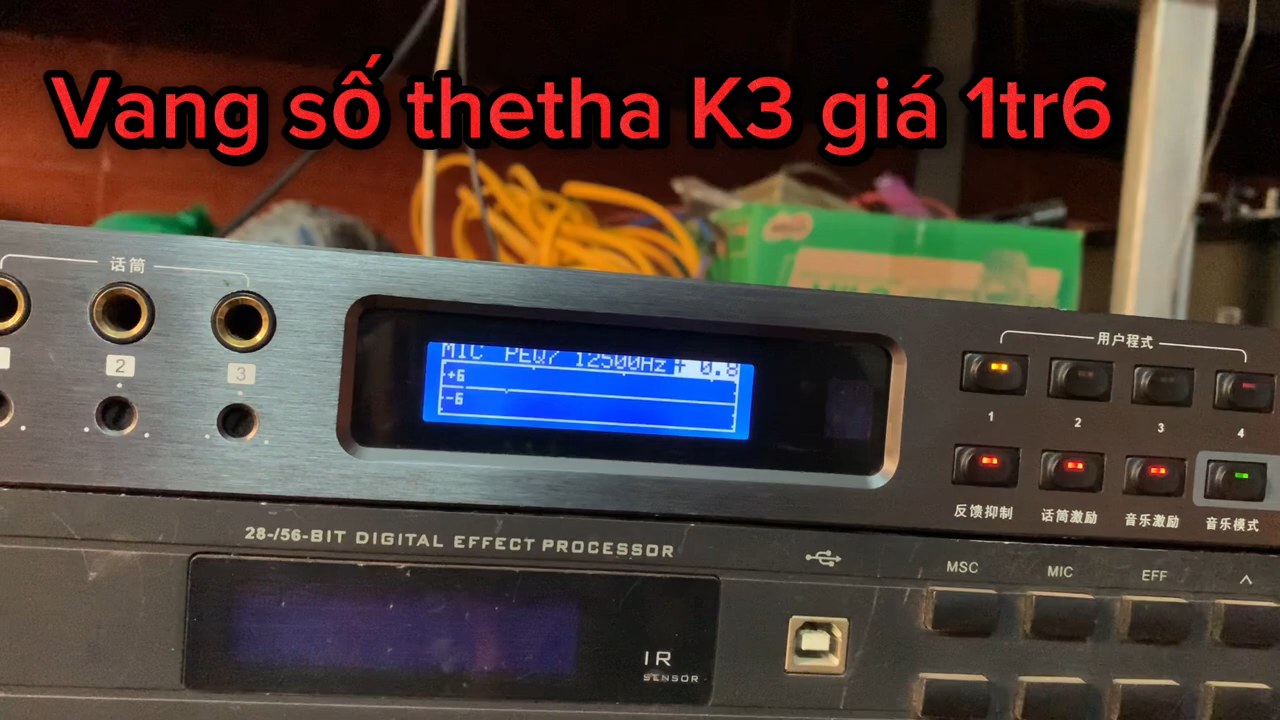 Vang số thetha K3 giá 1tr6
话筒
2
3
MIC PEQ7 12500Hz + 0.8
+6
-6
用户程式
1
2
3
4
反馈抑制
话筒激励
音乐激励
音乐模式
28-/56-BIT DIGITAL EFFECT PROCESSOR
MSC
MIC
EFF
IR
SENSOR